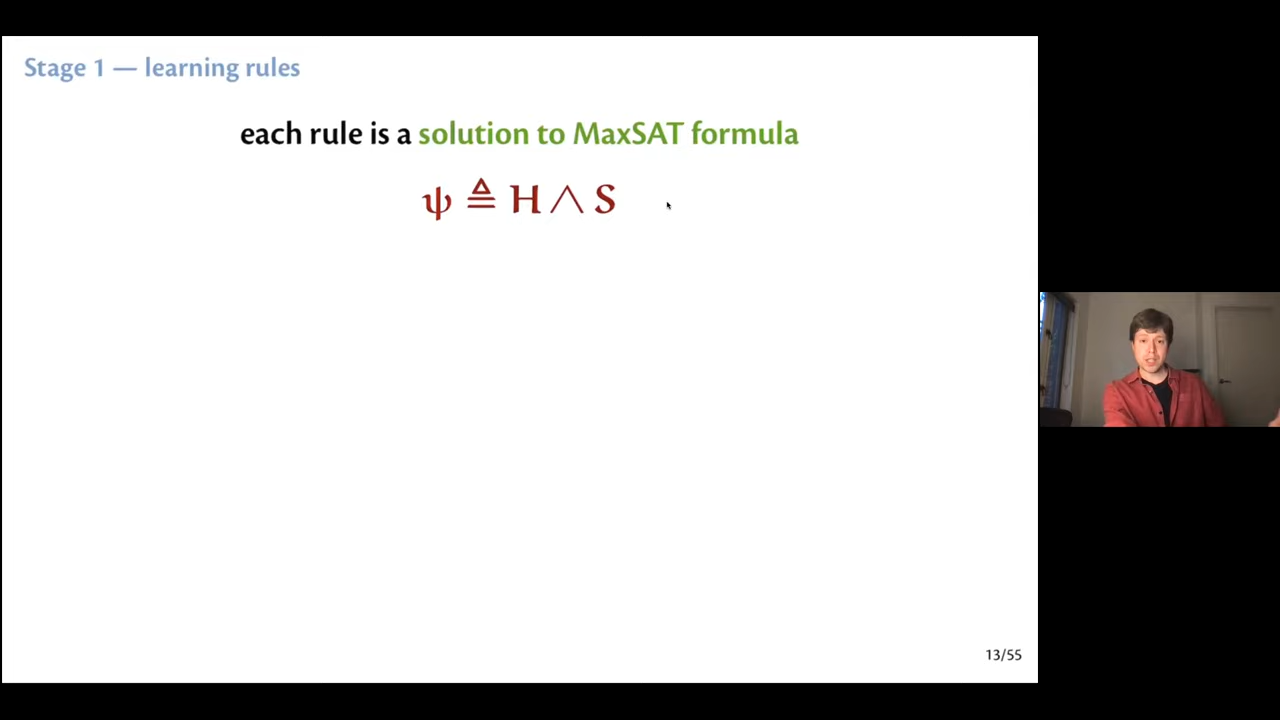 Stage 1 — learning rules
each rule is a solution to MaxSAT formula
ψ ≜ H ∧ S
13/55